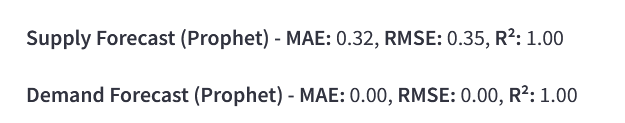 Supply Forecast (Prophet) - MAE: 0.32, RMSE: 0.35, R²: 1.00
Demand Forecast (Prophet) - MAE: 0.00, RMSE: 0.00, R²: 1.00